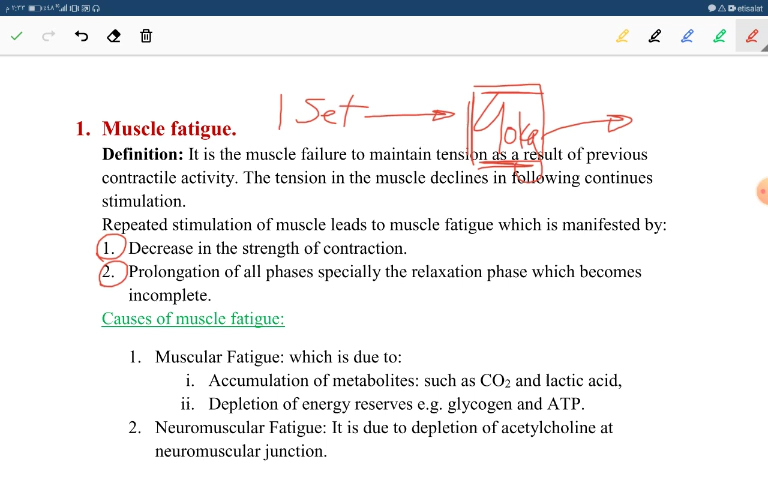 etisalat
1 Set
1. Muscle fatigue.
Definition: It is the muscle failure to maintain tension as a result of previous
contractile activity. The tension in the muscle declines in following continues
stimulation.
Repeated stimulation of muscle leads to muscle fatigue which is manifested by:
1. Decrease in the strength of contraction.
2. Prolongation of all phases specially the relaxation phase which becomes
incomplete.
Causes of muscle fatigue:
1. Muscular Fatigue: which is due to:
i. Accumulation of metabolites: such as CO2 and lactic acid,
ii. Depletion of energy reserves e.g. glycogen and ATP.
2. Neuromuscular Fatigue: It is due to depletion of acetylcholine at
neuromuscular junction.